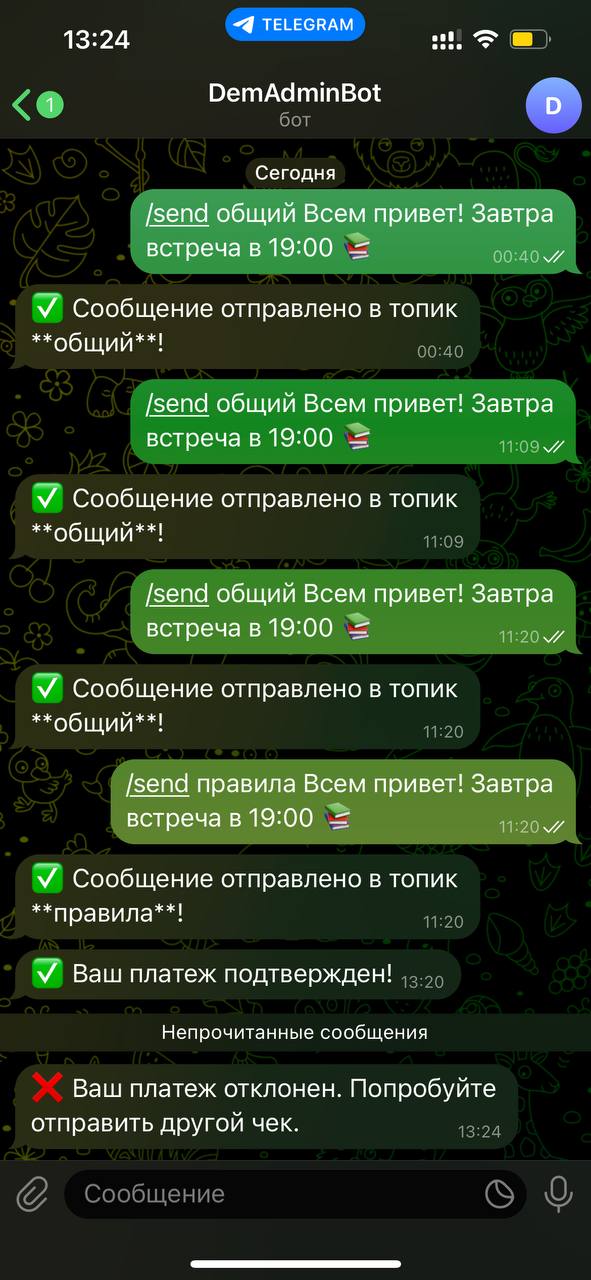 13:24
TELEGRAM
1
DemAdminBot
бот
D
Сегодня
/send общий Всем привет! Завтра
встреча в 19:00 📚
00:40
✅ Сообщение отправлено в топик
**общий**!
00:40
/send общий Всем привет! Завтра
встреча в 19:00 📚
11:09
✅ Сообщение отправлено в топик
**общий**!
11:09
/send общий Всем привет! Завтра
встреча в 19:00 📚
11:20
✅ Сообщение отправлено в топик
**общий**!
11:20
/send правила Всем привет! Завтра
встреча в 19:00 📚
11:20
✅ Сообщение отправлено в топик
**правила**!
11:20
✅ Ваш платеж подтвержден! 13:20
Непрочитанные сообщения
❌ Ваш платеж отклонен. Попробуйте
отправить другой чек.
13:24
Сообщение